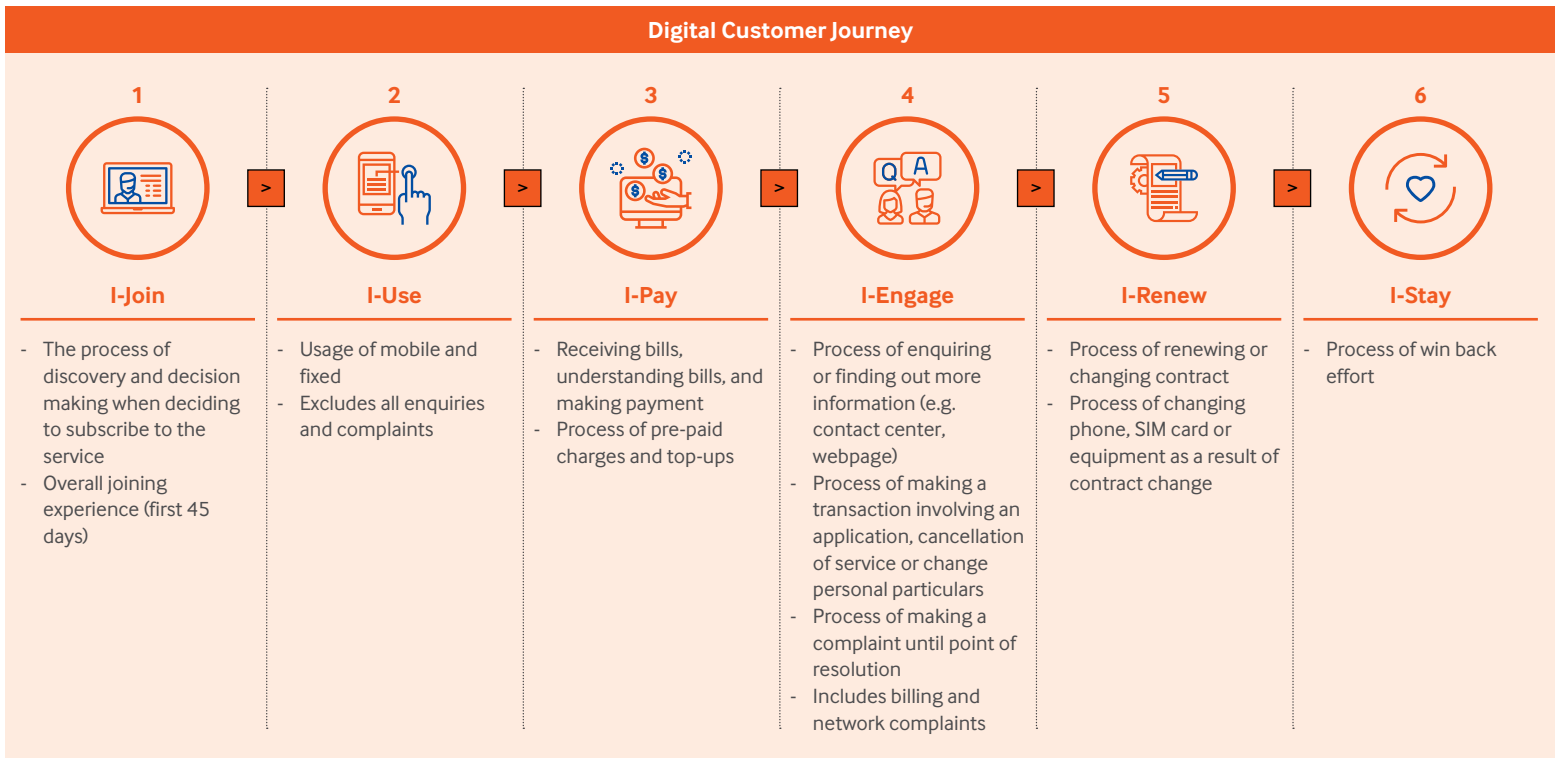 Digital Customer Journey
1
I-Join
- The process of
discovery and decision
making when deciding
to subscribe to the
service
- Overall joining
experience (first 45
days)
>
2
I-Use
- Usage of mobile and
fixed
- Excludes all enquiries
and complaints
>
3
$
$
$
I-Pay
- Receiving bills,
understanding bills, and
making payment
- Process of pre-paid
charges and top-ups
>
4
Q A
I-Engage
- Process of enquiring
or finding out more
information (e.g.
contact center,
webpage)
- Process of making a
transaction involving an
application, cancellation
of service or change
personal particulars
- Process of making a
complaint until point of
resolution
- Includes billing and
network complaints
>
5
I-Renew
- Process of renewing or
changing contract
- Process of changing
phone, SIM card or
equipment as a result of
contract change
>
6
I-Stay
- Process of win back
effort